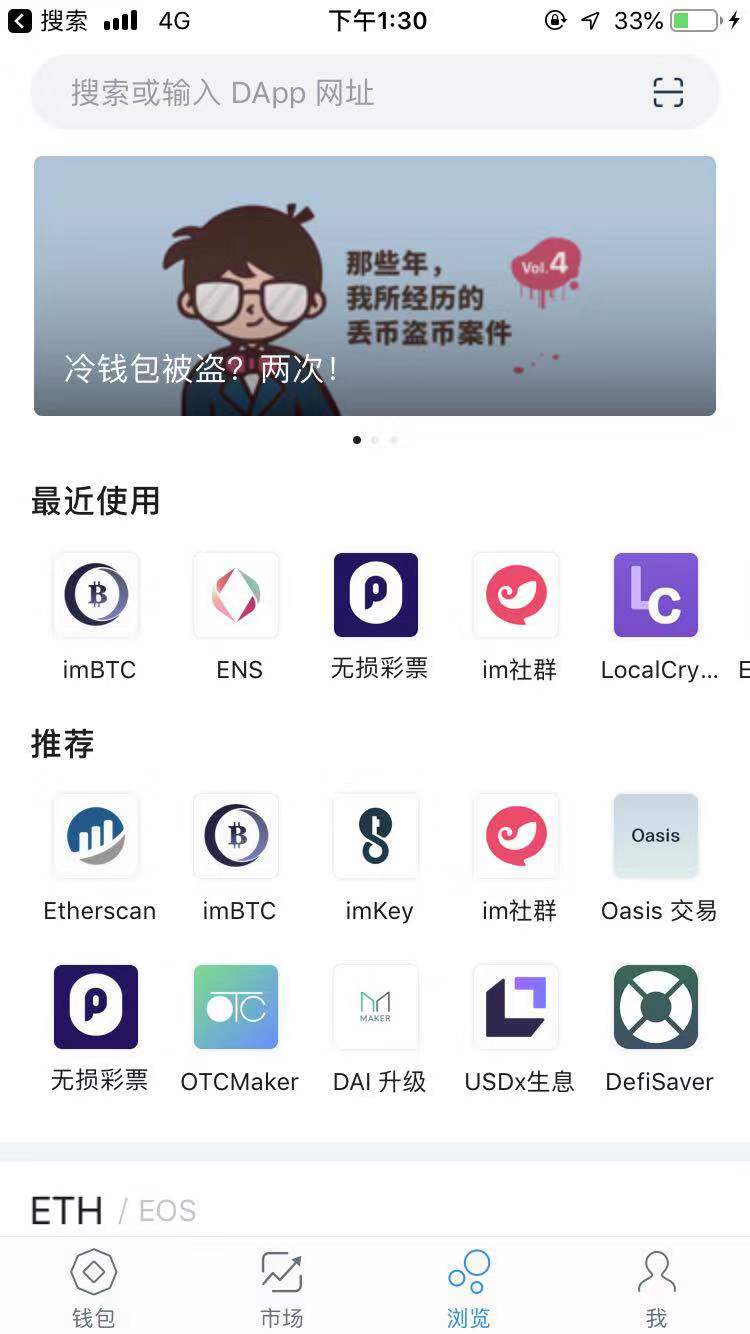 搜索 4G 下午1:30 33%
搜索或输入 DApp 网址
那些年，
我所经历的
丢币盗币案件
Vol.4
冷钱包被盗？两次！
最近使用
imBTC ENS 无损彩票 im社群 LocalCry... E
推荐
Oasis
Etherscan imBTC imKey im社群 Oasis 交易
OTC MAKER
无损彩票 OTCMaker DAI 升级 USDx生息 DefiSaver
ETH / EOS
钱包 市场 浏览 我